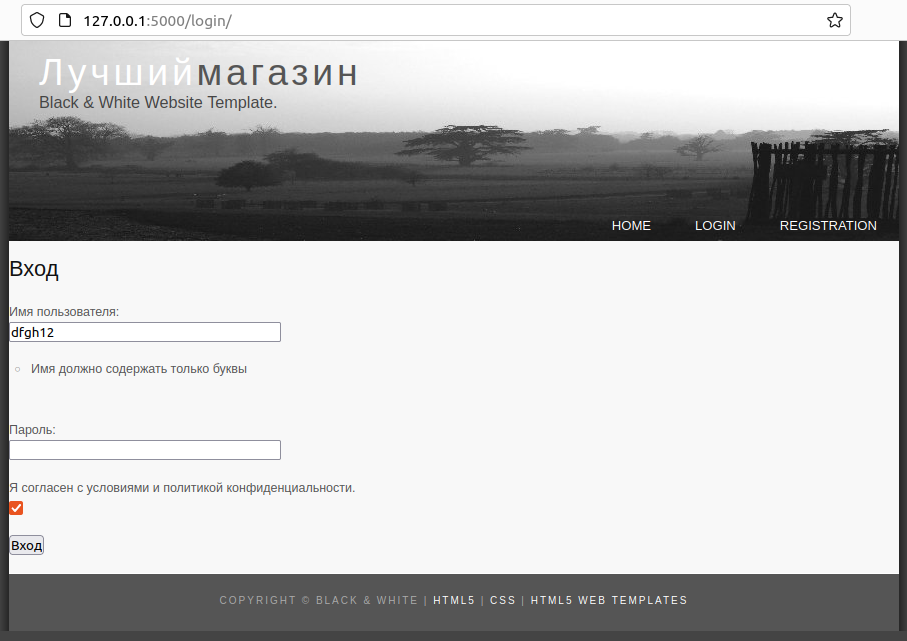 127.0.0.1:5000/login/
Лучшиймагазин
Black & White Website Template.
HOME LOGIN REGISTRATION
Вход
Имя пользователя:
dfgh12
Имя должно содержать только буквы
Пароль:
Я согласен с условиями и политикой конфиденциальности.
Вход
COPYRIGHT © BLACK & WHITE | HTML5 | CSS | HTML5 WEB TEMPLATES